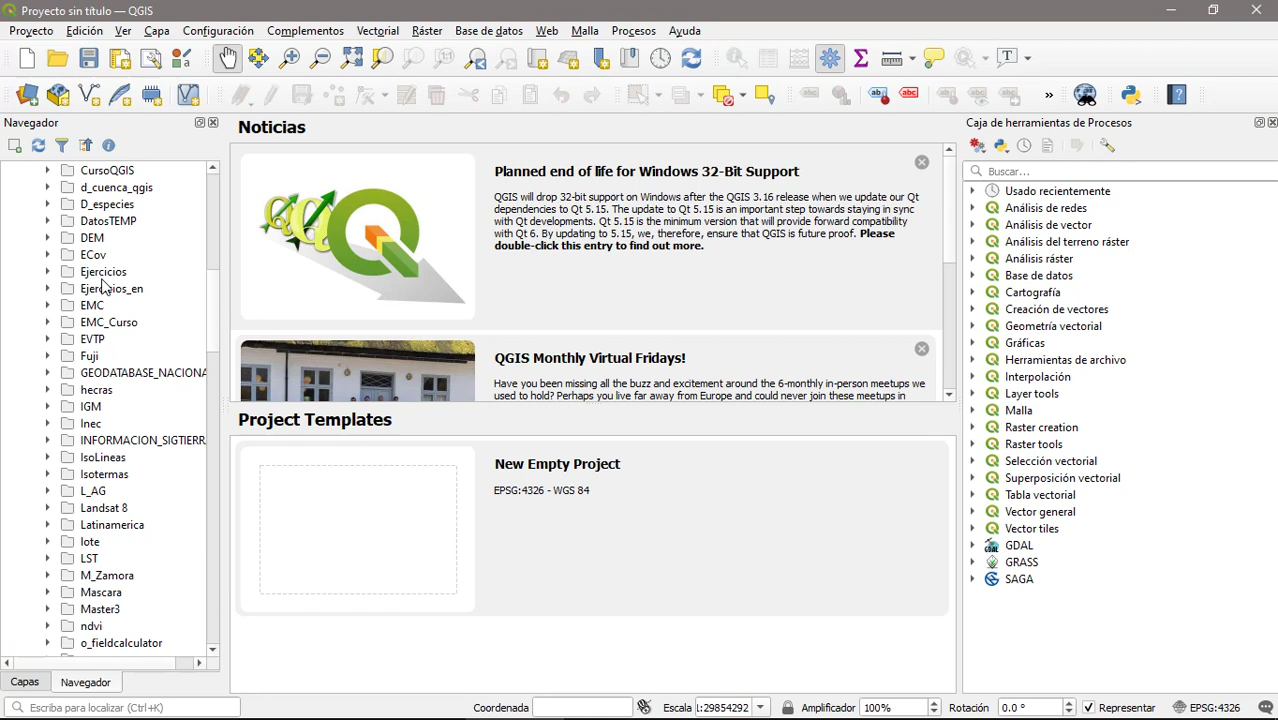 Proyecto sin título — QGIS
Proyecto Edición Ver Capa Configuración Complementos Vectorial Ráster Base de datos Web Malla Procesos Ayuda
Navegador
CursoQGIS
d_cuenca_qgis
D_especies
DatosTEMP
DEM
ECov
Ejercicios
Ejercicios_en
EMC
EMC_Curso
EVTP
Fuji
GEODATABASE_NACIONA
hecras
IGM
Inec
INFORMACION_SIGTIERR
IsoLineas
Isotermas
L_AG
Landsat 8
Latinamerica
lote
LST
M_Zamora
Mascara
Master3
ndvi
o_fieldcalculator
Capas Navegador
Noticias
Planned end of life for Windows 32-Bit Support
QGIS will drop 32-bit support on Windows after the QGIS 3.16 release when we update our Qt
dependencies to Qt 5.15. The update to Qt 5.15 is an important step towards staying in sync
with Qt developments. Qt 5.15 is the minimum version that should provide forward compatibility
with Qt 6. By updating to 5.15, we, therefore, ensure that QGIS is future proof. Please
double-click this entry to find out more.
QGIS Monthly Virtual Fridays!
Have you been missing all the buzz and excitement around the 6-monthly in-person meetups we
used to hold? Perhaps you live far away from Europe and could never join these meetups in
Project Templates
New Empty Project
EPSG:4326 - WGS 84
Caja de herramientas de Procesos
Buscar...
Usado recientemente
Análisis de redes
Análisis de vector
Análisis del terreno ráster
Análisis ráster
Base de datos
Cartografía
Creación de vectores
Geometría vectorial
Gráficas
Herramientas de archivo
Interpolación
Layer tools
Malla
Raster creation
Raster tools
Selección vectorial
Superposición vectorial
Tabla vectorial
Vector general
Vector tiles
GDAL
GRASS
SAGA
Escriba para localizar (Ctrl+K) Coordenada Escala 1:29854292 Amplificador 100% Rotación 0.0 ° Representar EPSG:4326